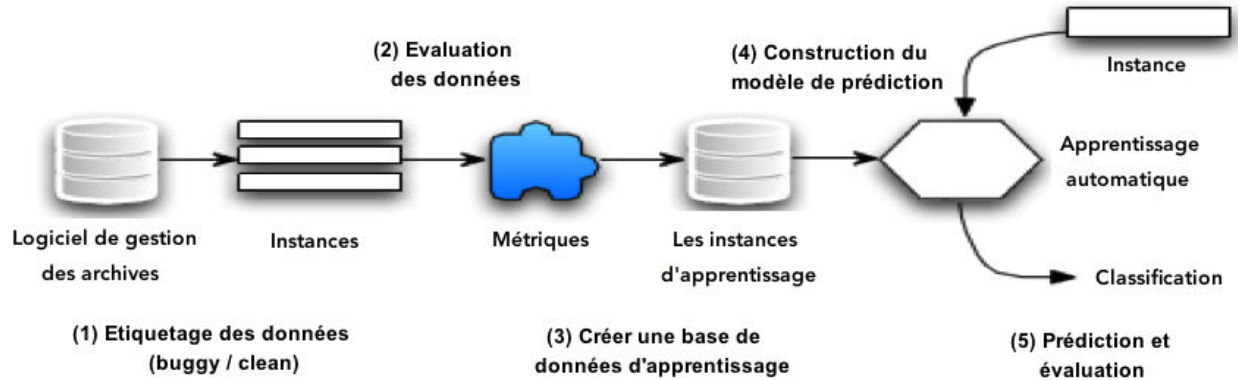 (2) Evaluation
des données
(4) Construction du
modèle de prédiction
Instance
Apprentissage
automatique
Logiciel de gestion
des archives
Instances
Métriques
Les instances
d'apprentissage
Classification
(1) Etiquetage des données
(buggy / clean)
(3) Créer une base de
données d'apprentissage
(5) Prédiction et
évaluation